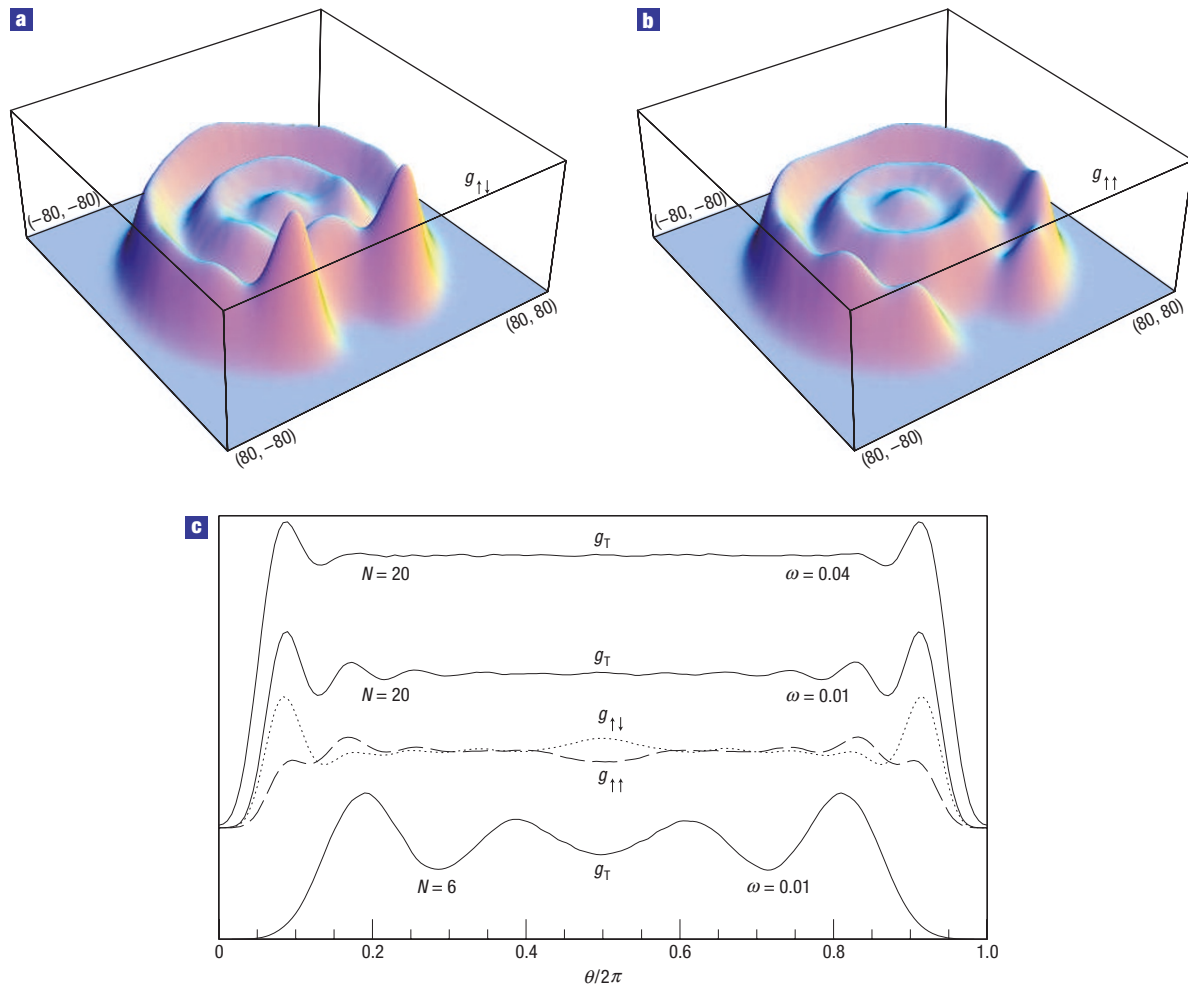 a
g↑↓
(−80, −80)
(80, 80)
(80, −80)
b
g↑↑
(−80, −80)
(80, 80)
(80, −80)
c
gT
N = 20 ω = 0.04
gT
N = 20 ω = 0.01
g↑↓
g↑↑
gT
N = 6 ω = 0.01
0 0.2 0.4 0.6 0.8 1.0
θ/2π